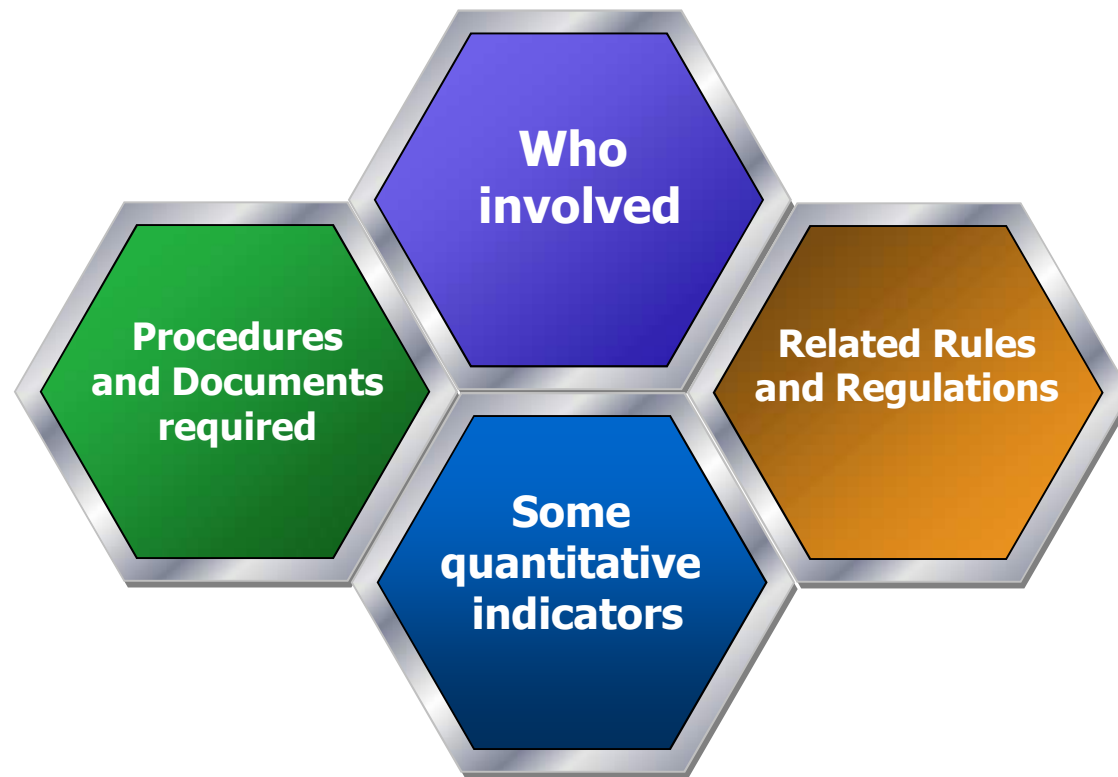 Who
involved
Procedures
and Documents
required
Related Rules
and Regulations
Some
quantitative
indicators